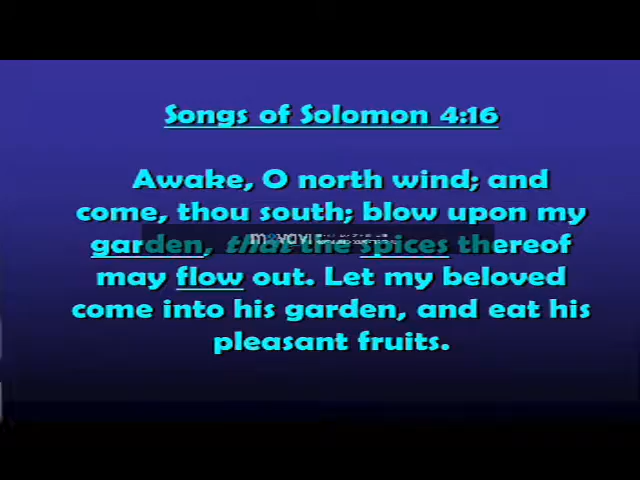 Songs of Solomon 4:16
Awake, O north wind; and
come, thou south; blow upon my
garden, that the spices thereof
may flow out. Let my beloved
come into his garden, and eat his
pleasant fruits.
movavi